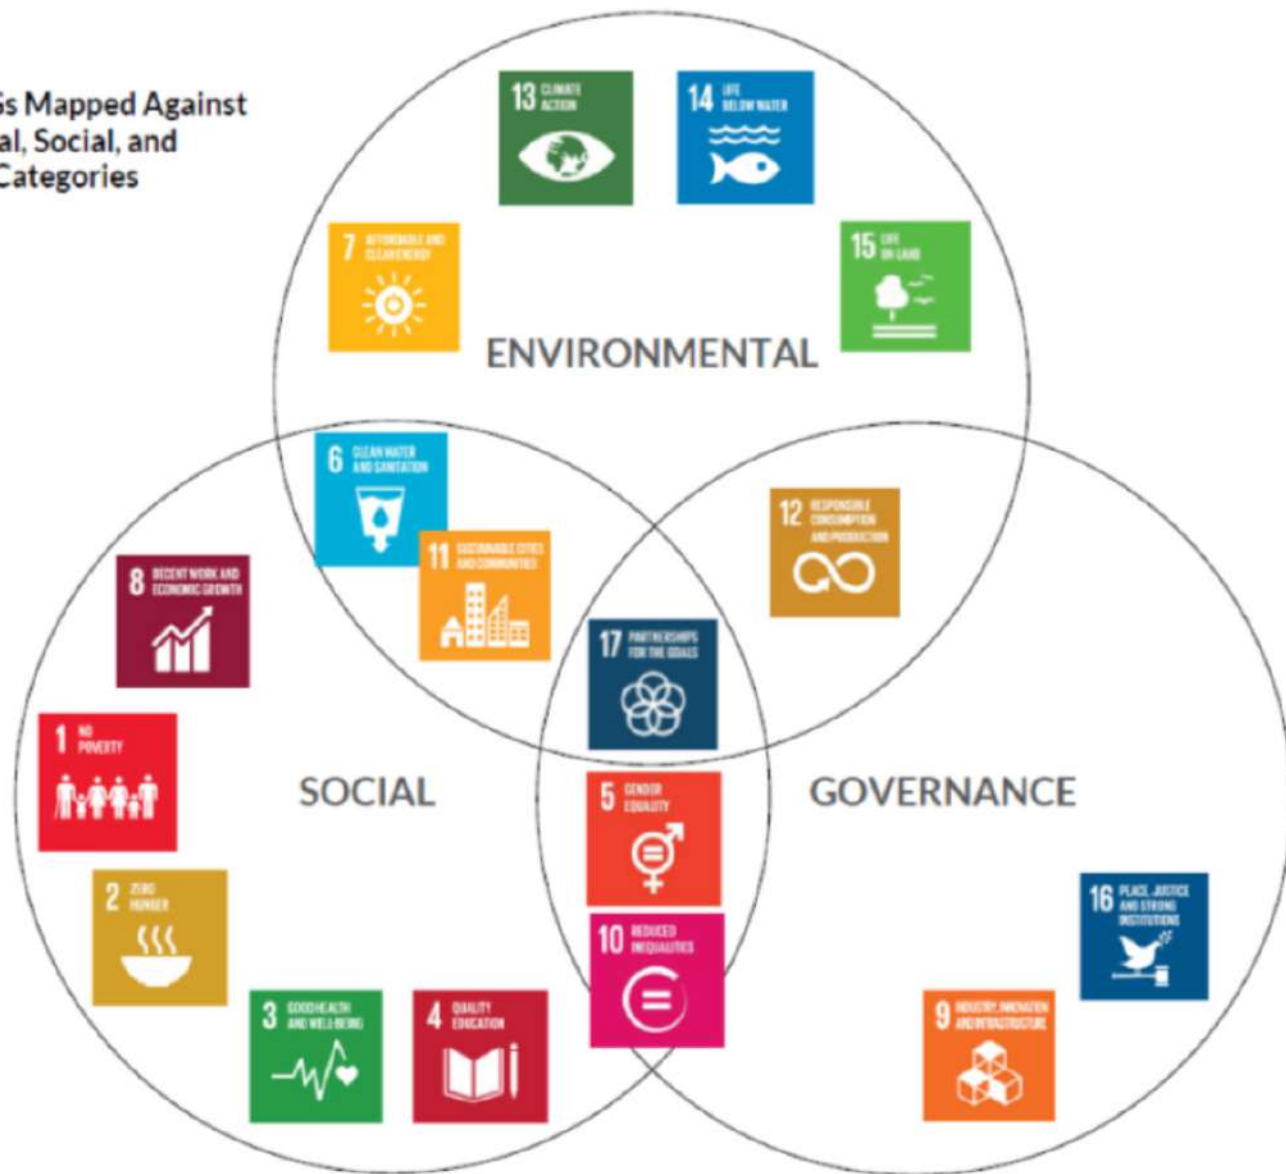 Gs Mapped Against
al, Social, and
Categories
13 CLIMATE
ACTION
14 LIFE
BELOW WATER
7 AFFORDABLE AND
CLEAN ENERGY
15 LIFE
ON LAND
ENVIRONMENTAL
6 CLEAN WATER
AND SANITATION
12 RESPONSIBLE
CONSUMPTION
AND PRODUCTION
11 SUSTAINABLE CITIES
AND COMMUNITIES
8 DECENT WORK AND
ECONOMIC GROWTH
17 PARTNERSHIPS
FOR THE GOALS
1 NO
POVERTY
SOCIAL
5 GENDER
EQUALITY
GOVERNANCE
2 ZERO
HUNGER
16 PEACE, JUSTICE
AND STRONG
INSTITUTIONS
10 REDUCED
INEQUALITIES
3 GOOD HEALTH
AND WELL-BEING
4 QUALITY
EDUCATION
9 INDUSTRY, INNOVATION
AND INFRASTRUCTURE